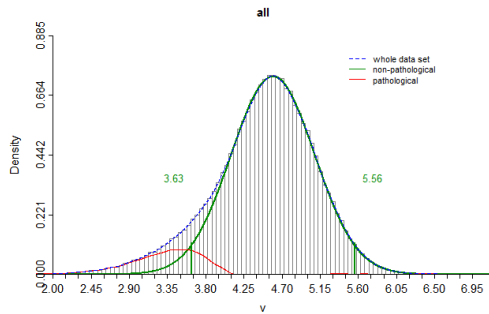 all
0.885
whole data set
non-pathological
pathological
0.664
Density
0.442
3.63
5.56
0.221
0.000
2.00 2.45 2.90 3.35 3.80 4.25 4.70 5.15 5.60 6.05 6.50 6.95
v